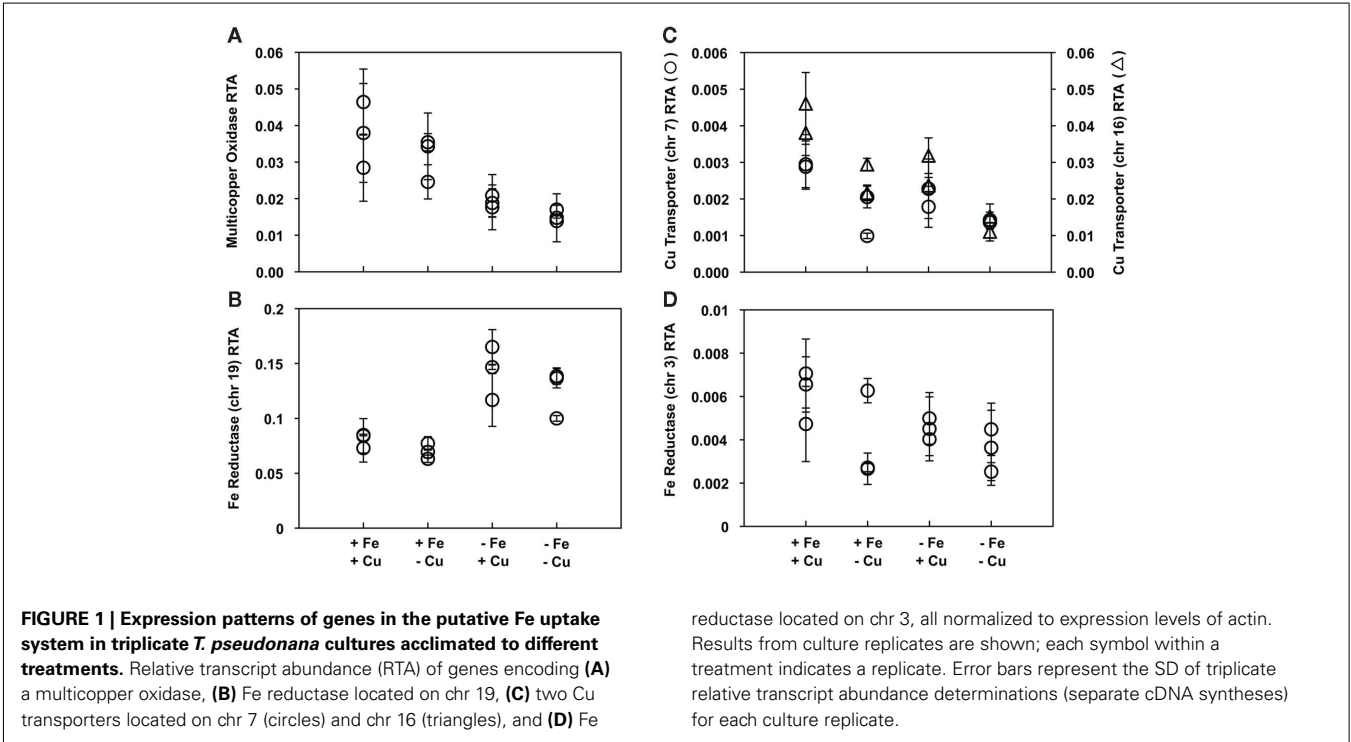 A
Multicopper Oxidase RTA
0.06
0.05
0.04
0.03
0.02
0.01
0.00
C
Cu Transporter (chr 7) RTA (○)
0.006
0.005
0.004
0.003
0.002
0.001
0.000
0.06
0.05
0.04
0.03
0.02
0.01
0.00
Cu Transporter (chr 16) RTA (△)
B
Fe Reductase (chr 19) RTA
0.2
0.15
0.1
0.05
0
+ Fe + Fe - Fe - Fe
+ Cu - Cu + Cu - Cu
D
Fe Reductase (chr 3) RTA
0.01
0.008
0.006
0.004
0.002
0
+ Fe + Fe - Fe - Fe
+ Cu - Cu + Cu - Cu
FIGURE 1 | Expression patterns of genes in the putative Fe uptake
system in triplicate T. pseudonana cultures acclimated to different
treatments. Relative transcript abundance (RTA) of genes encoding (A)
a multicopper oxidase, (B) Fe reductase located on chr 19, (C) two Cu
transporters located on chr 7 (circles) and chr 16 (triangles), and (D) Fe
reductase located on chr 3, all normalized to expression levels of actin.
Results from culture replicates are shown; each symbol within a
treatment indicates a replicate. Error bars represent the SD of triplicate
relative transcript abundance determinations (separate cDNA syntheses)
for each culture replicate.